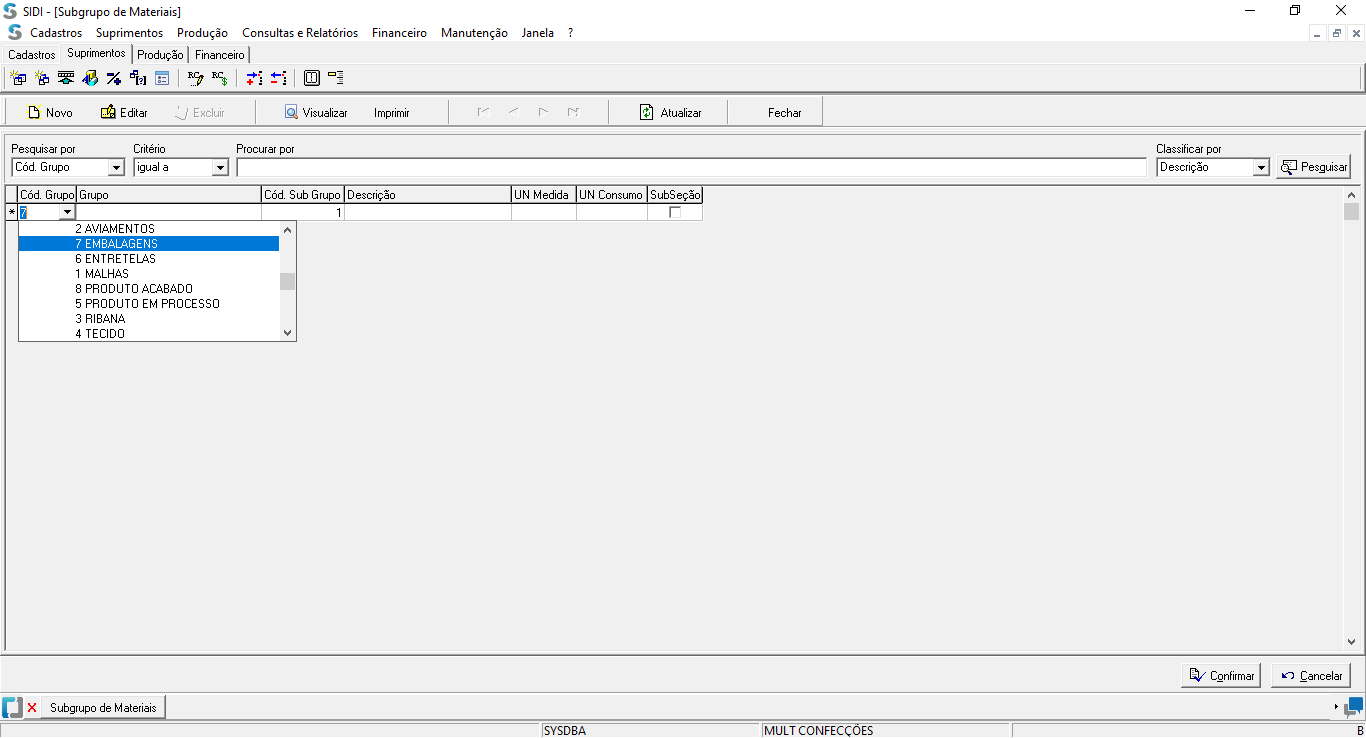 SIDI - [Subgrupo de Materiais]
Cadastros Suprimentos Produção Consultas e Relatórios Financeiro Manutenção Janela ?
Cadastros Suprimentos Produção Financeiro
Novo Editar Excluir Visualizar Imprimir Atualizar Fechar
Pesquisar por Critério Procurar por Classificar por
Cód. Grupo igual a Descrição Pesquisar
Cód. Grupo Grupo Cód. Sub Grupo Descrição UN Medida UN Consumo SubSeção
* 7 1
2 AVIAMENTOS
7 EMBALAGENS
6 ENTRETELAS
1 MALHAS
8 PRODUTO ACABADO
5 PRODUTO EM PROCESSO
3 RIBANA
4 TECIDO
Confirmar Cancelar
Subgrupo de Materiais
SYSDBA MULT CONFECÇÕES B